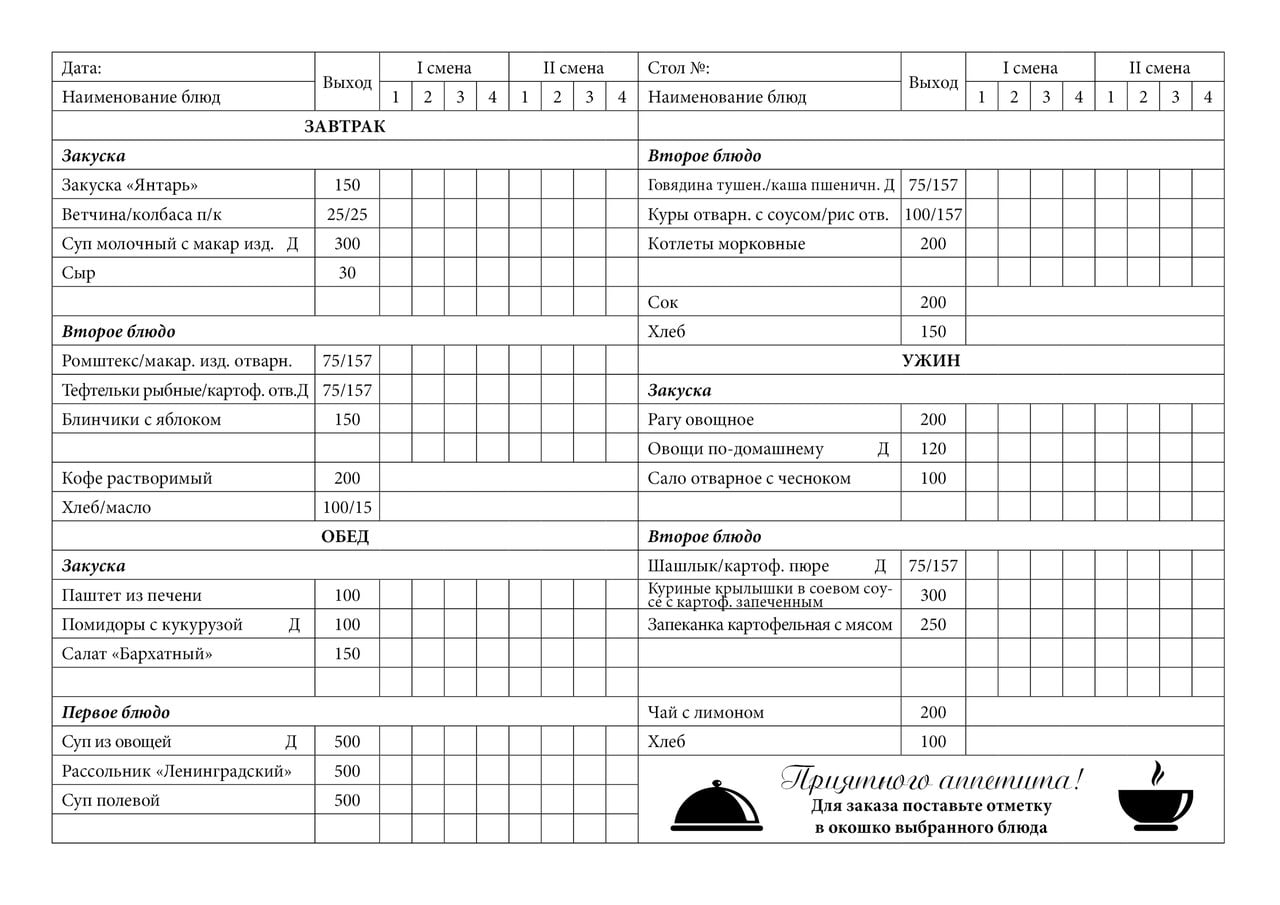 Дата: Выход I смена II смена
Наименование блюд 1 2 3 4 1 2 3 4
ЗАВТРАК
Закуска
Закуска «Янтарь» 150
Ветчина/колбаса п/к 25/25
Суп молочный с макар изд. Д 300
Сыр 30
Второе блюдо
Ромштекс/макар. изд. отварн. 75/157
Тефтельки рыбные/картоф. отв.Д 75/157
Блинчики с яблоком 150
Кофе растворимый 200
Хлеб/масло 100/15
ОБЕД
Закуска
Паштет из печени 100
Помидоры с кукурузой Д 100
Салат «Бархатный» 150
Первое блюдо
Суп из овощей Д 500
Рассольник «Ленинградский» 500
Суп полевой 500
Стол №: Выход I смена II смена
Наименование блюд 1 2 3 4 1 2 3 4
Второе блюдо
Говядина тушен./каша пшеничн. Д 75/157
Куры отварн. с соусом/рис отв. 100/157
Котлеты морковные 200
Сок 200
Хлеб 150
УЖИН
Закуска
Рагу овощное 200
Овощи по-домашнему Д 120
Сало отварное с чесноком 100
Второе блюдо
Шашлык/картоф. пюре Д 75/157
Куриные крылышки в соевом соу-
се с картоф. запеченным 300
Запеканка картофельная с мясом 250
Чай с лимоном 200
Хлеб 100
Приятного аппетита!
Для заказа поставьте отметку
в окошко выбранного блюда